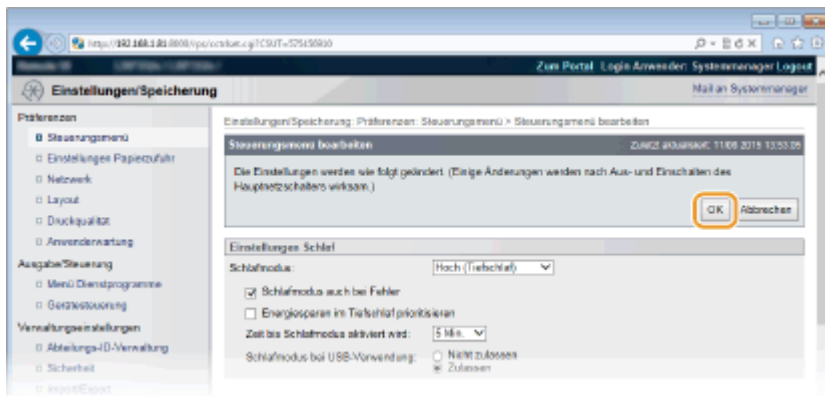 Zum Portal Login Anwender: Systemmanager Logout
Einstellungen/Speicherung
Mail an Systemmanager
Präferenzen
Steuerungsmenü
Einstellungen Papierzufuhr
Netzwerk
Layout
Druckqualität
Anwenderwartung
Ausgabe/Steuerung
Menü Dienstprogramme
Gerätesteuerung
Verwaltungseinstellungen
Abteilungs-ID-Verwaltung
Sicherheit
Import/Export
Einstellungen/Speicherung: Präferenzen: Steuerungsmenü > Steuerungsmenü bearbeiten
Steuerungsmenü bearbeiten
Zuletzt aktualisiert: 11/06 2015 13:53:05
Die Einstellungen werden wie folgt geändert. (Einige Änderungen werden nach Aus- und Einschalten des
Hauptnetzschalters wirksam.)
OK
Abbrechen
Einstellungen Schlaf
Schlafmodus: Hoch (Tiefschlaf)
Schlafmodus auch bei Fehler
Energiesparen im Tiefschlaf prioritisieren
Zeit bis Schlafmodus aktiviert wird: 5 Min.
Schlafmodus bei USB-Verwendung: Nicht zulassen
Zulassen